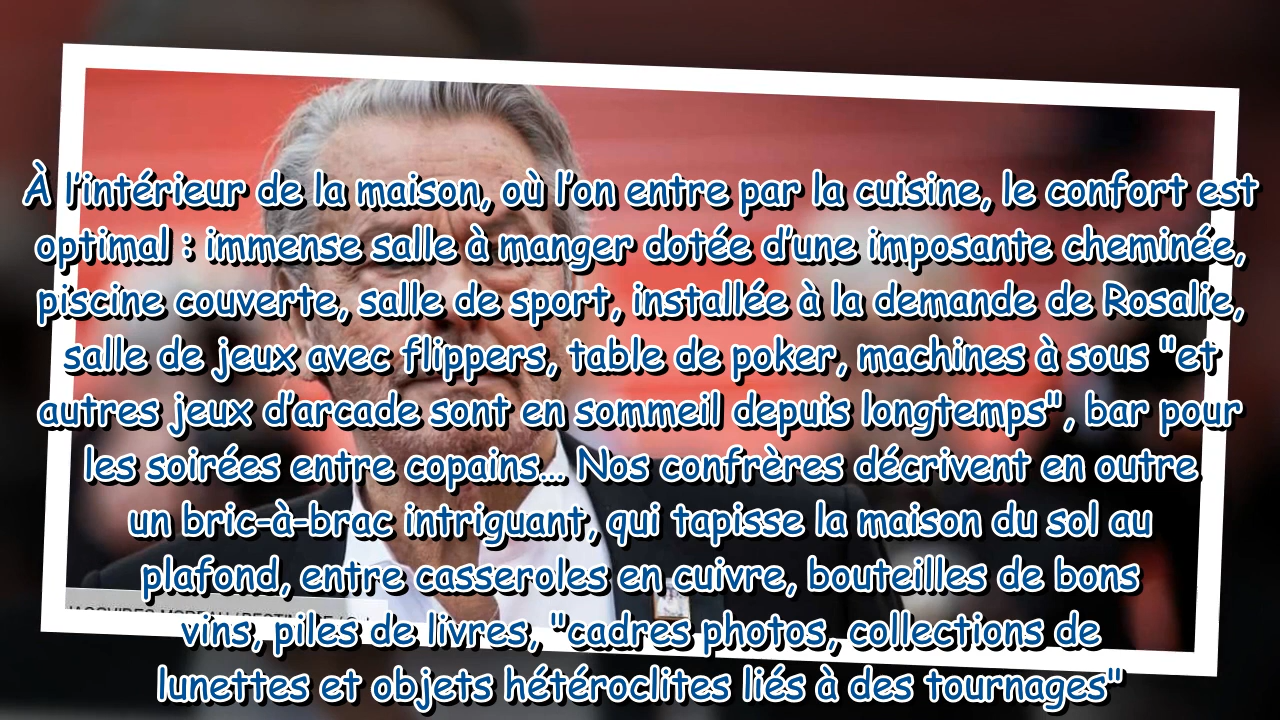 À l’intérieur de la maison, où l’on entre par la cuisine, le confort est
optimal : immense salle à manger dotée d’une imposante cheminée,
piscine couverte, salle de sport, installée à la demande de Rosalie,
salle de jeux avec flippers, table de poker, machines à sous "et
autres jeux d’arcade sont en sommeil depuis longtemps", bar pour
les soirées entre copains... Nos confrères décrivent en outre
un bric-à-brac intriguant, qui tapisse la maison du sol au
plafond, entre casseroles en cuivre, bouteilles de bons
vins, piles de livres, "cadres photos, collections de
lunettes et objets hétéroclites liés à des tournages"